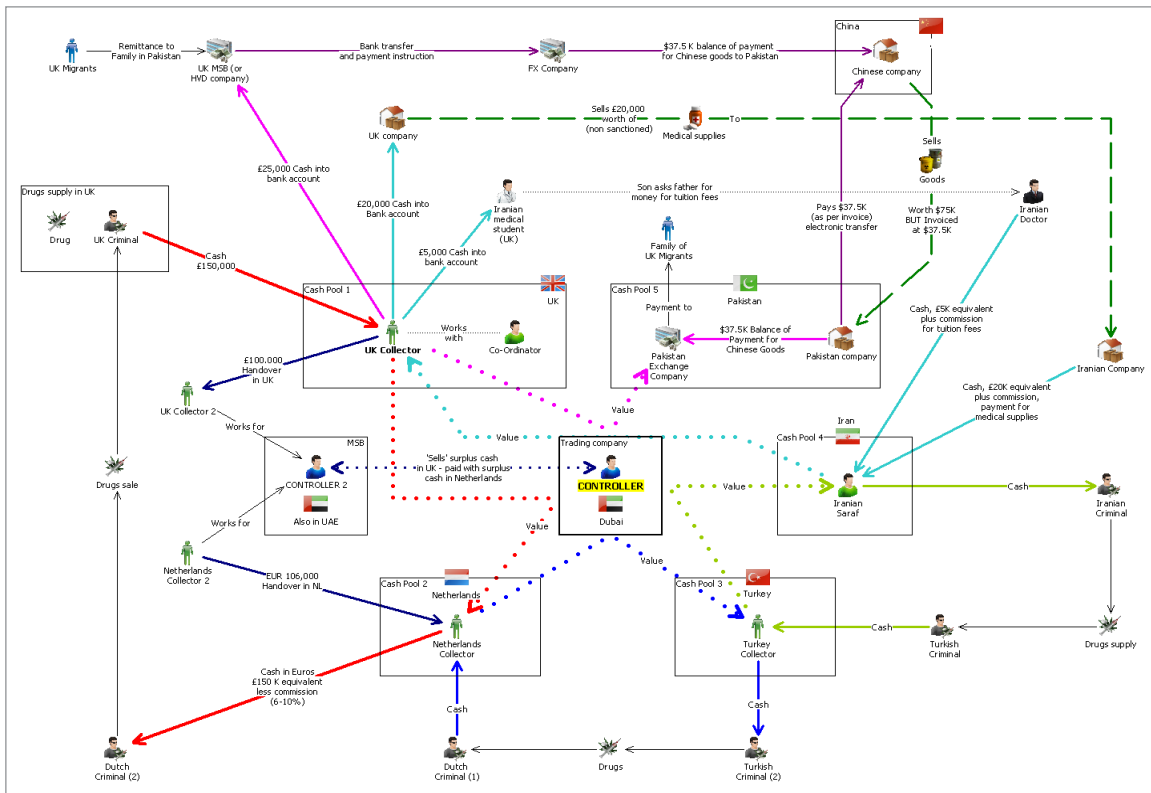 China
UK Migrants
Remittance to
Family in Pakistan
UK MSB (or
HVD company)
Bank transfer
and payment instruction
FX Company
$37.5 K balance of payment
for Chinese goods to Pakistan
Chinese company
UK company
Sells £20,000
worth of
(non sanctioned)
Medical supplies
To
Sells
Goods
£25,000 Cash into
bank account
£20,000 Cash into
Bank account
Drugs supply in UK
Drug
UK Criminal
Iranian
medical
student
(UK)
Son asks father for
money for tuition fees
Iranian
Doctor
Pays $37.5K
(as per invoice)
electronic transfer
Worth $75K
BUT Invoiced
at $37.5K
£5,000 Cash into
bank account
Family of
UK Migrants
Cash
£150,000
Cash Pool 1
UK
Cash Pool 5
Pakistan
Payment to
Works
with
UK Collector
Co-Ordinator
Pakistan
Exchange
Company
$37.5K Balance of
Payment for
Chinese Goods
Pakistan company
Cash, £5K equivalent
plus commission
for tuition fees
Iranian Company
£100.000
Handover
in UK
UK Collector 2
Value
Cash, £20K equivalent
plus commission,
payment for
medical supplies
Works for
MSB
CONTROLLER 2
Also in UAE
'Sells' surplus cash
in UK - paid with surplus
cash in Netherlands
Value
Trading company
CONTROLLER
Dubai
Value
Cash Pool 4
Iran
Iranian
Saraf
Cash
Iranian
Criminal
Drugs sale
Works for
Value
Value
Netherlands
Collector 2
EUR 106,000
Handover in NL
Cash Pool 2
Netherlands
Netherlands
Collector
Cash Pool 3
Turkey
Turkey
Collector
Cash
Turkish
Criminal
Drugs supply
Cash in Euros
£150 K equivalent
less commission
(6-10%)
Cash
Cash
Dutch
Criminal (2)
Dutch
Criminal (1)
Drugs
Turkish
Criminal (2)